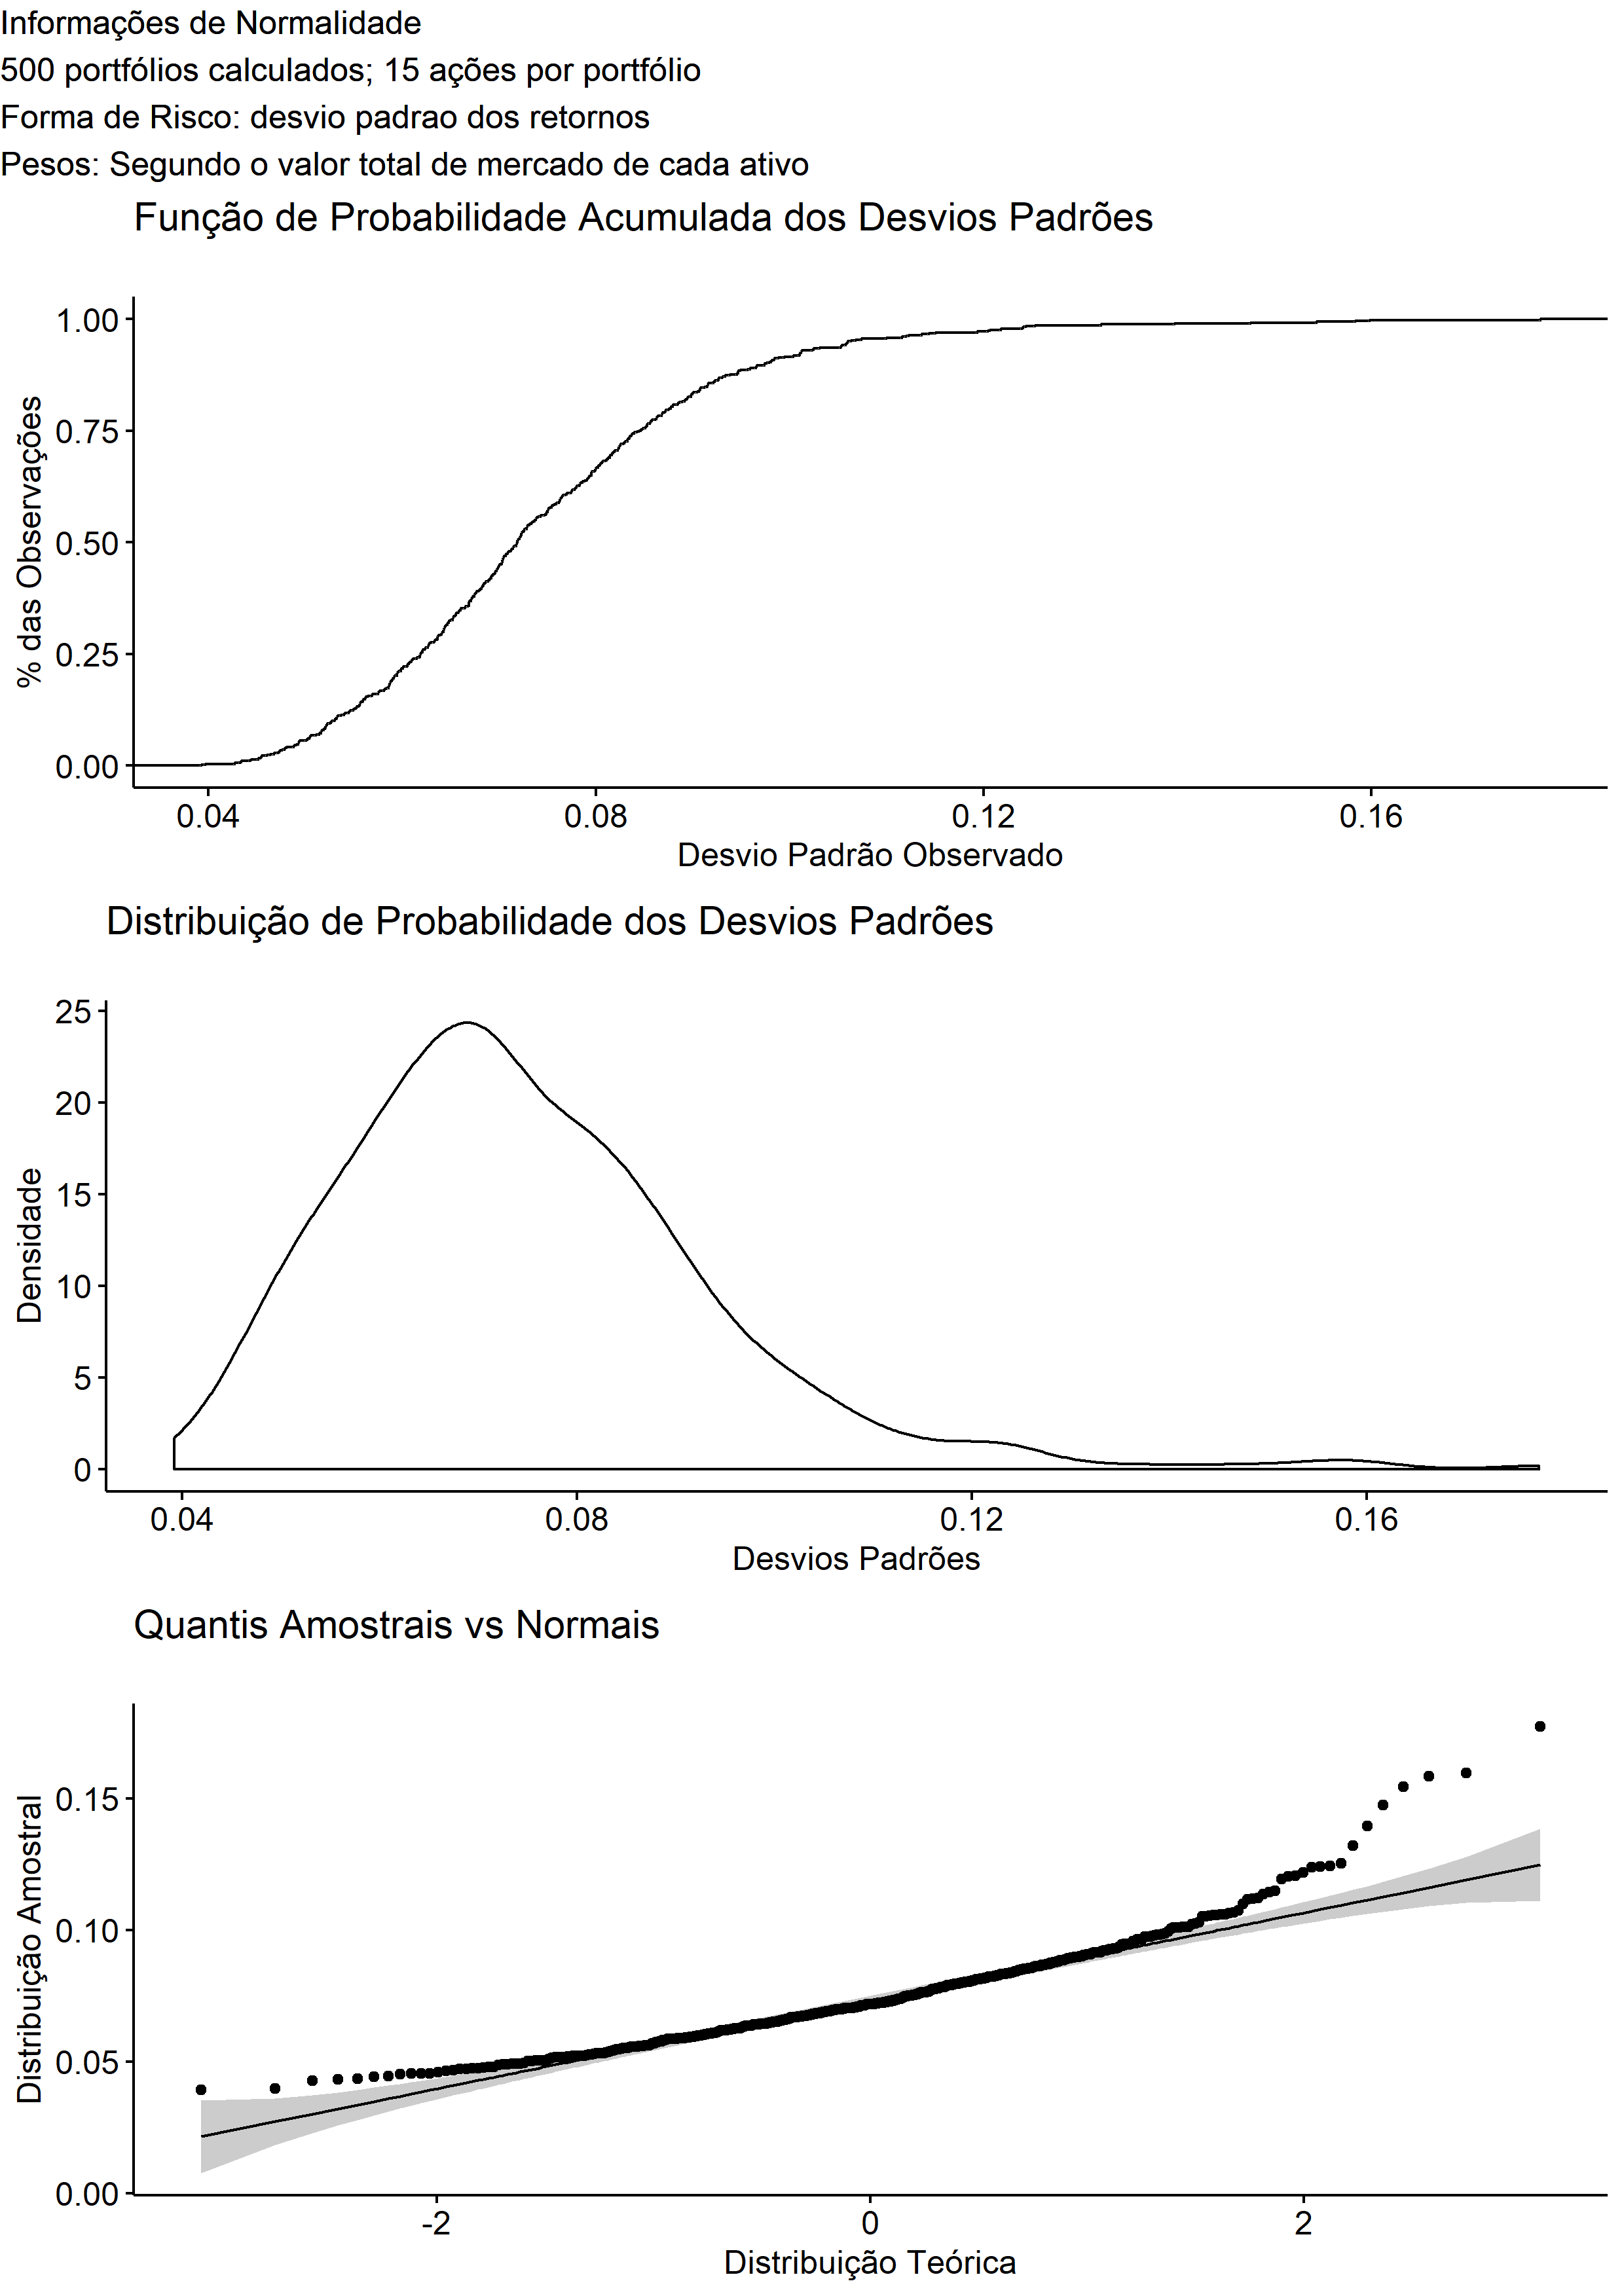 Informações de Normalidade
500 portfólios calculados; 15 ações por portfólio
Forma de Risco: desvio padrao dos retornos
Pesos: Segundo o valor total de mercado de cada ativo
Função de Probabilidade Acumulada dos Desvios Padrões
% das Observações
1.00
0.75
0.50
0.25
0.00
0.04 0.08 0.12 0.16
Desvio Padrão Observado
Distribuição de Probabilidade dos Desvios Padrões
Densidade
25
20
15
10
5
0
0.04 0.08 0.12 0.16
Desvios Padrões
Quantis Amostrais vs Normais
Distribuição Amostral
0.15
0.10
0.05
0.00
-2 0 2
Distribuição Teórica